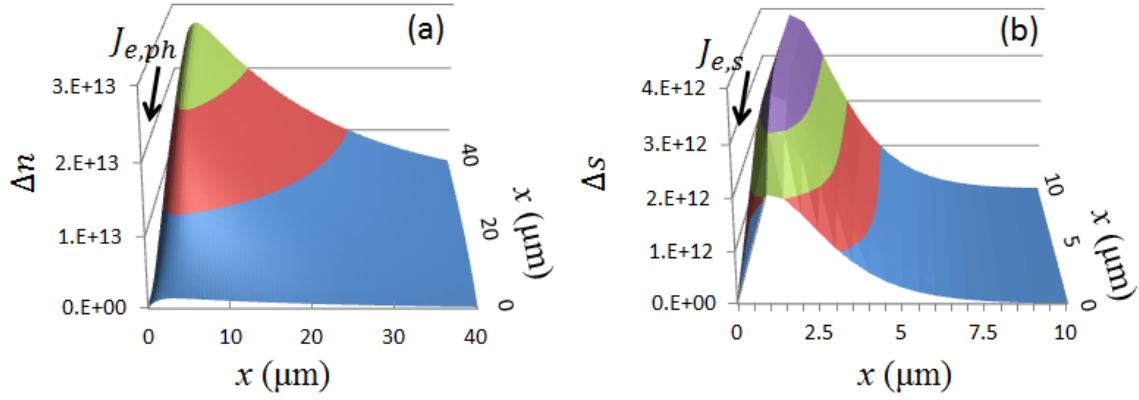 (a)
J_{e,ph}
3.E+13
2.E+13
1.E+13
0.E+00
Δn
0 10 20 30 40
x (μm)
0 20 40
x (μm)
(b)
J_{e,s}
4.E+12
3.E+12
2.E+12
1.E+12
0.E+00
Δs
0 2.5 5 7.5 10
x (μm)
0 5 10
x (μm)